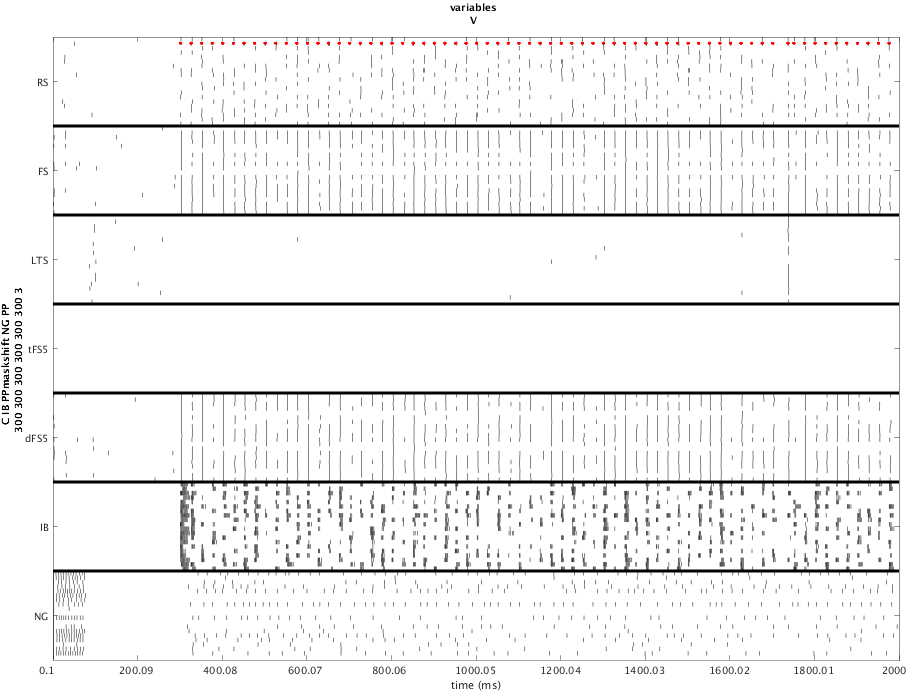 variables
V
RS
FS
LTS
tFS5
dFS5
IB
NG
C IB PPmaskshift NG PP
300 300 300 300 300 300 3
0.1 200.09 400.08 600.07 800.06 1000.05 1200.04 1400.03 1600.02 1800.01 2000
time (ms)